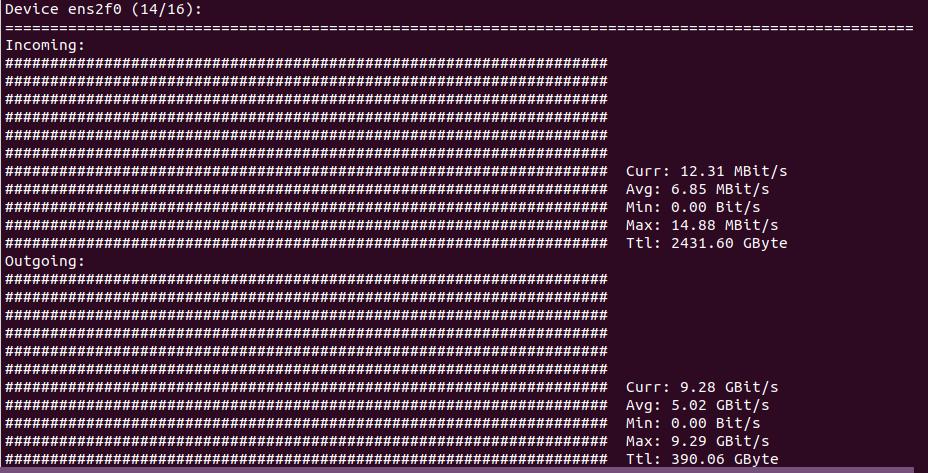 Device ens2f0 (14/16):
=====================================================================================================
Incoming:
###################################################################
###################################################################
###################################################################
###################################################################
###################################################################
###################################################################
################################################################### Curr: 12.31 MBit/s
################################################################### Avg: 6.85 MBit/s
################################################################### Min: 0.00 Bit/s
################################################################### Max: 14.88 MBit/s
################################################################### Ttl: 2431.60 GByte
Outgoing:
###################################################################
###################################################################
###################################################################
###################################################################
###################################################################
###################################################################
################################################################### Curr: 9.28 GBit/s
################################################################### Avg: 5.02 GBit/s
################################################################### Min: 0.00 Bit/s
################################################################### Max: 9.29 GBit/s
################################################################### Ttl: 390.06 GByte